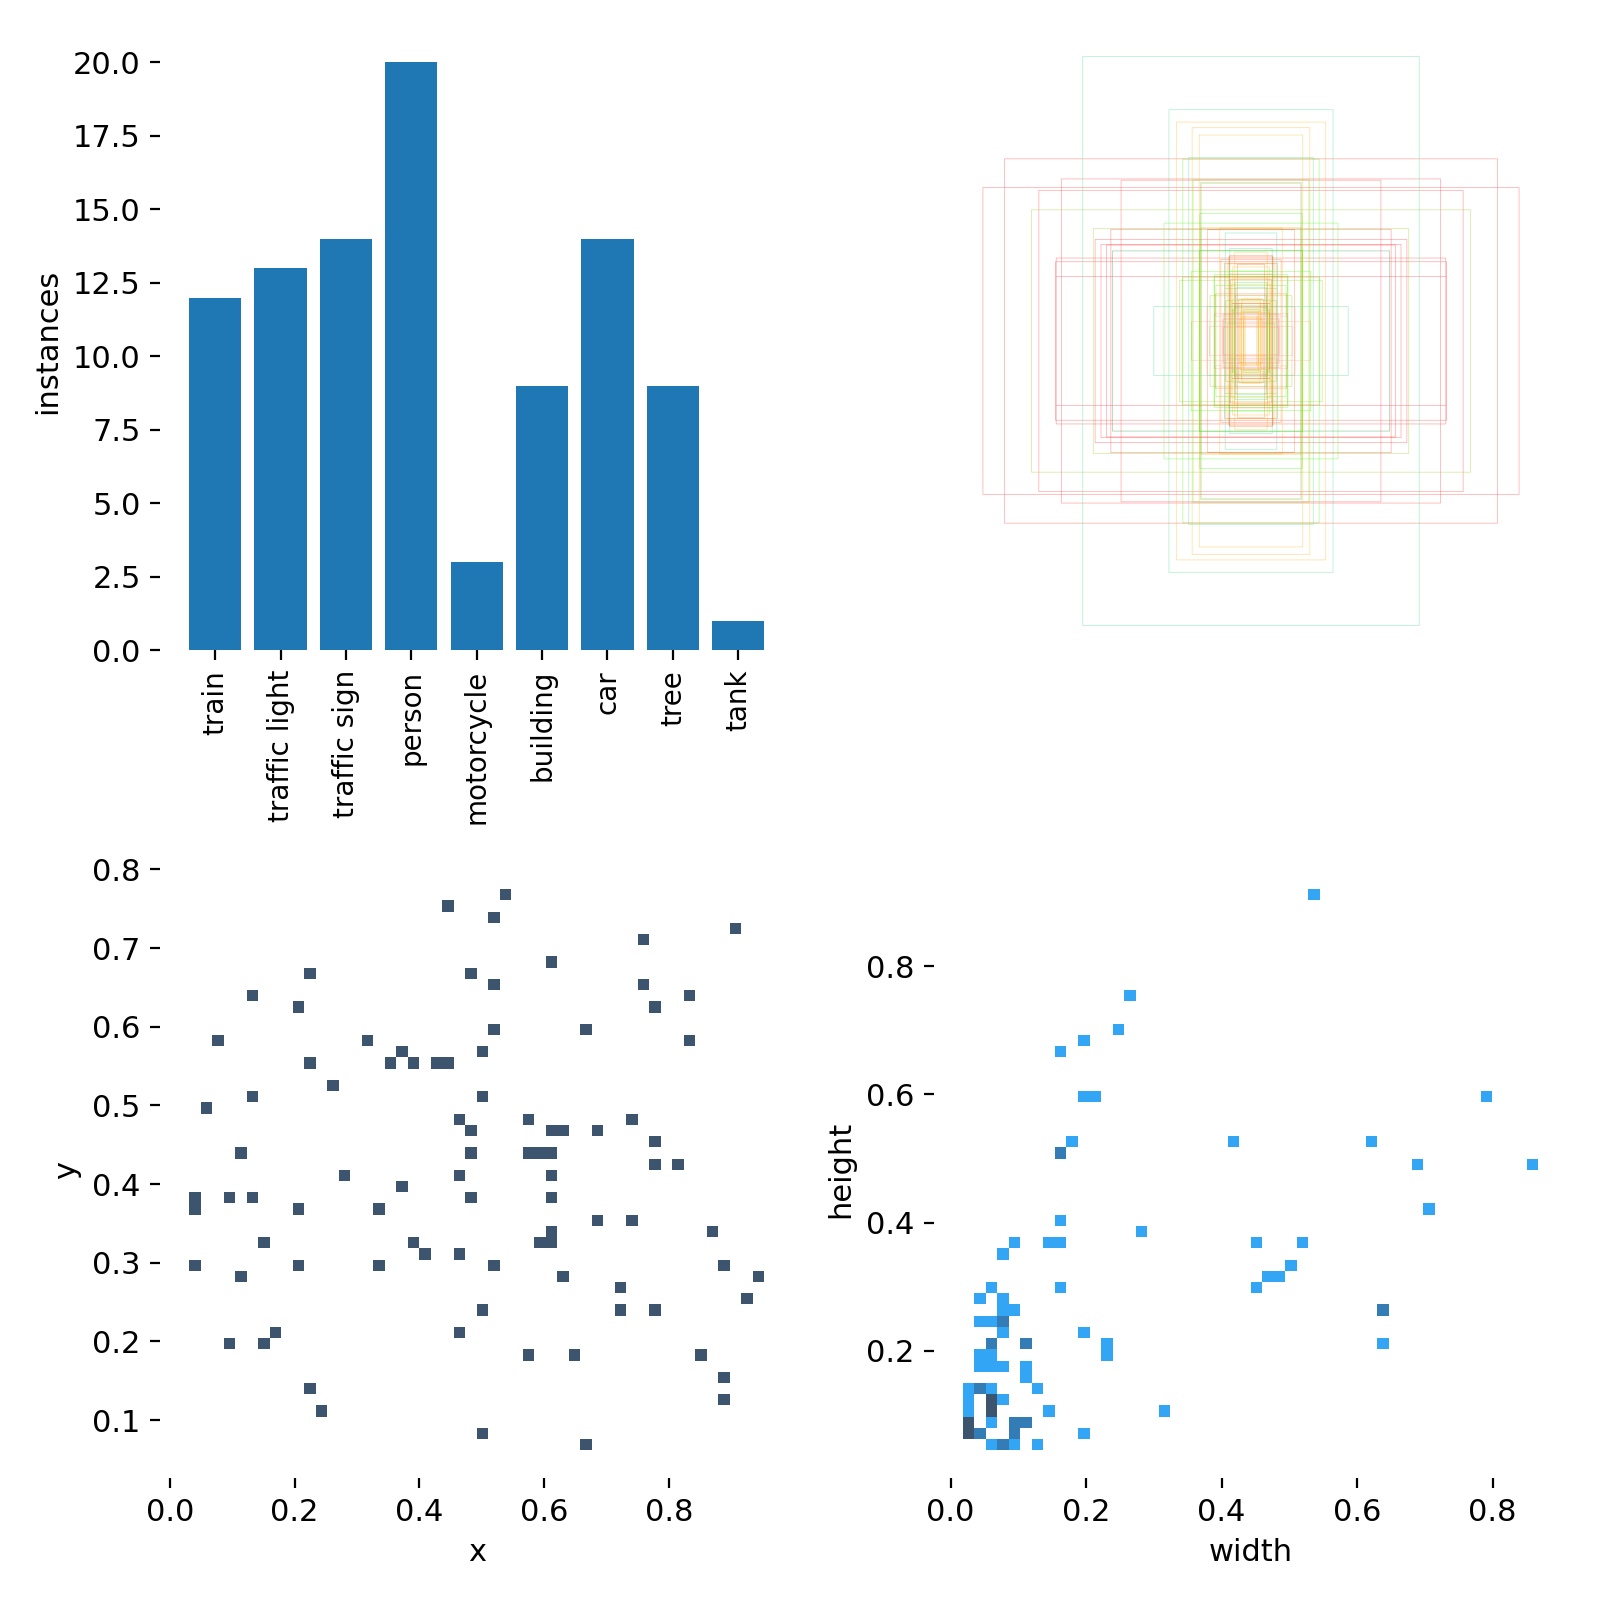 20.0
17.5
15.0
12.5
10.0
7.5
5.0
2.5
0.0
instances
train
traffic light
traffic sign
person
motorcycle
building
car
tree
tank
0.8
0.7
0.6
0.5
0.4
0.3
0.2
0.1
y
0.0 0.2 0.4 0.6 0.8
x
0.8
0.6
0.4
0.2
height
0.0 0.2 0.4 0.6 0.8
width